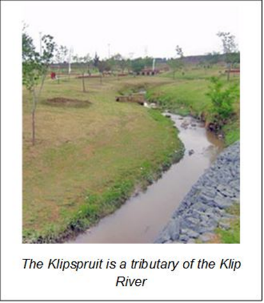 The Klipspruit is a tributary of the Klip
River